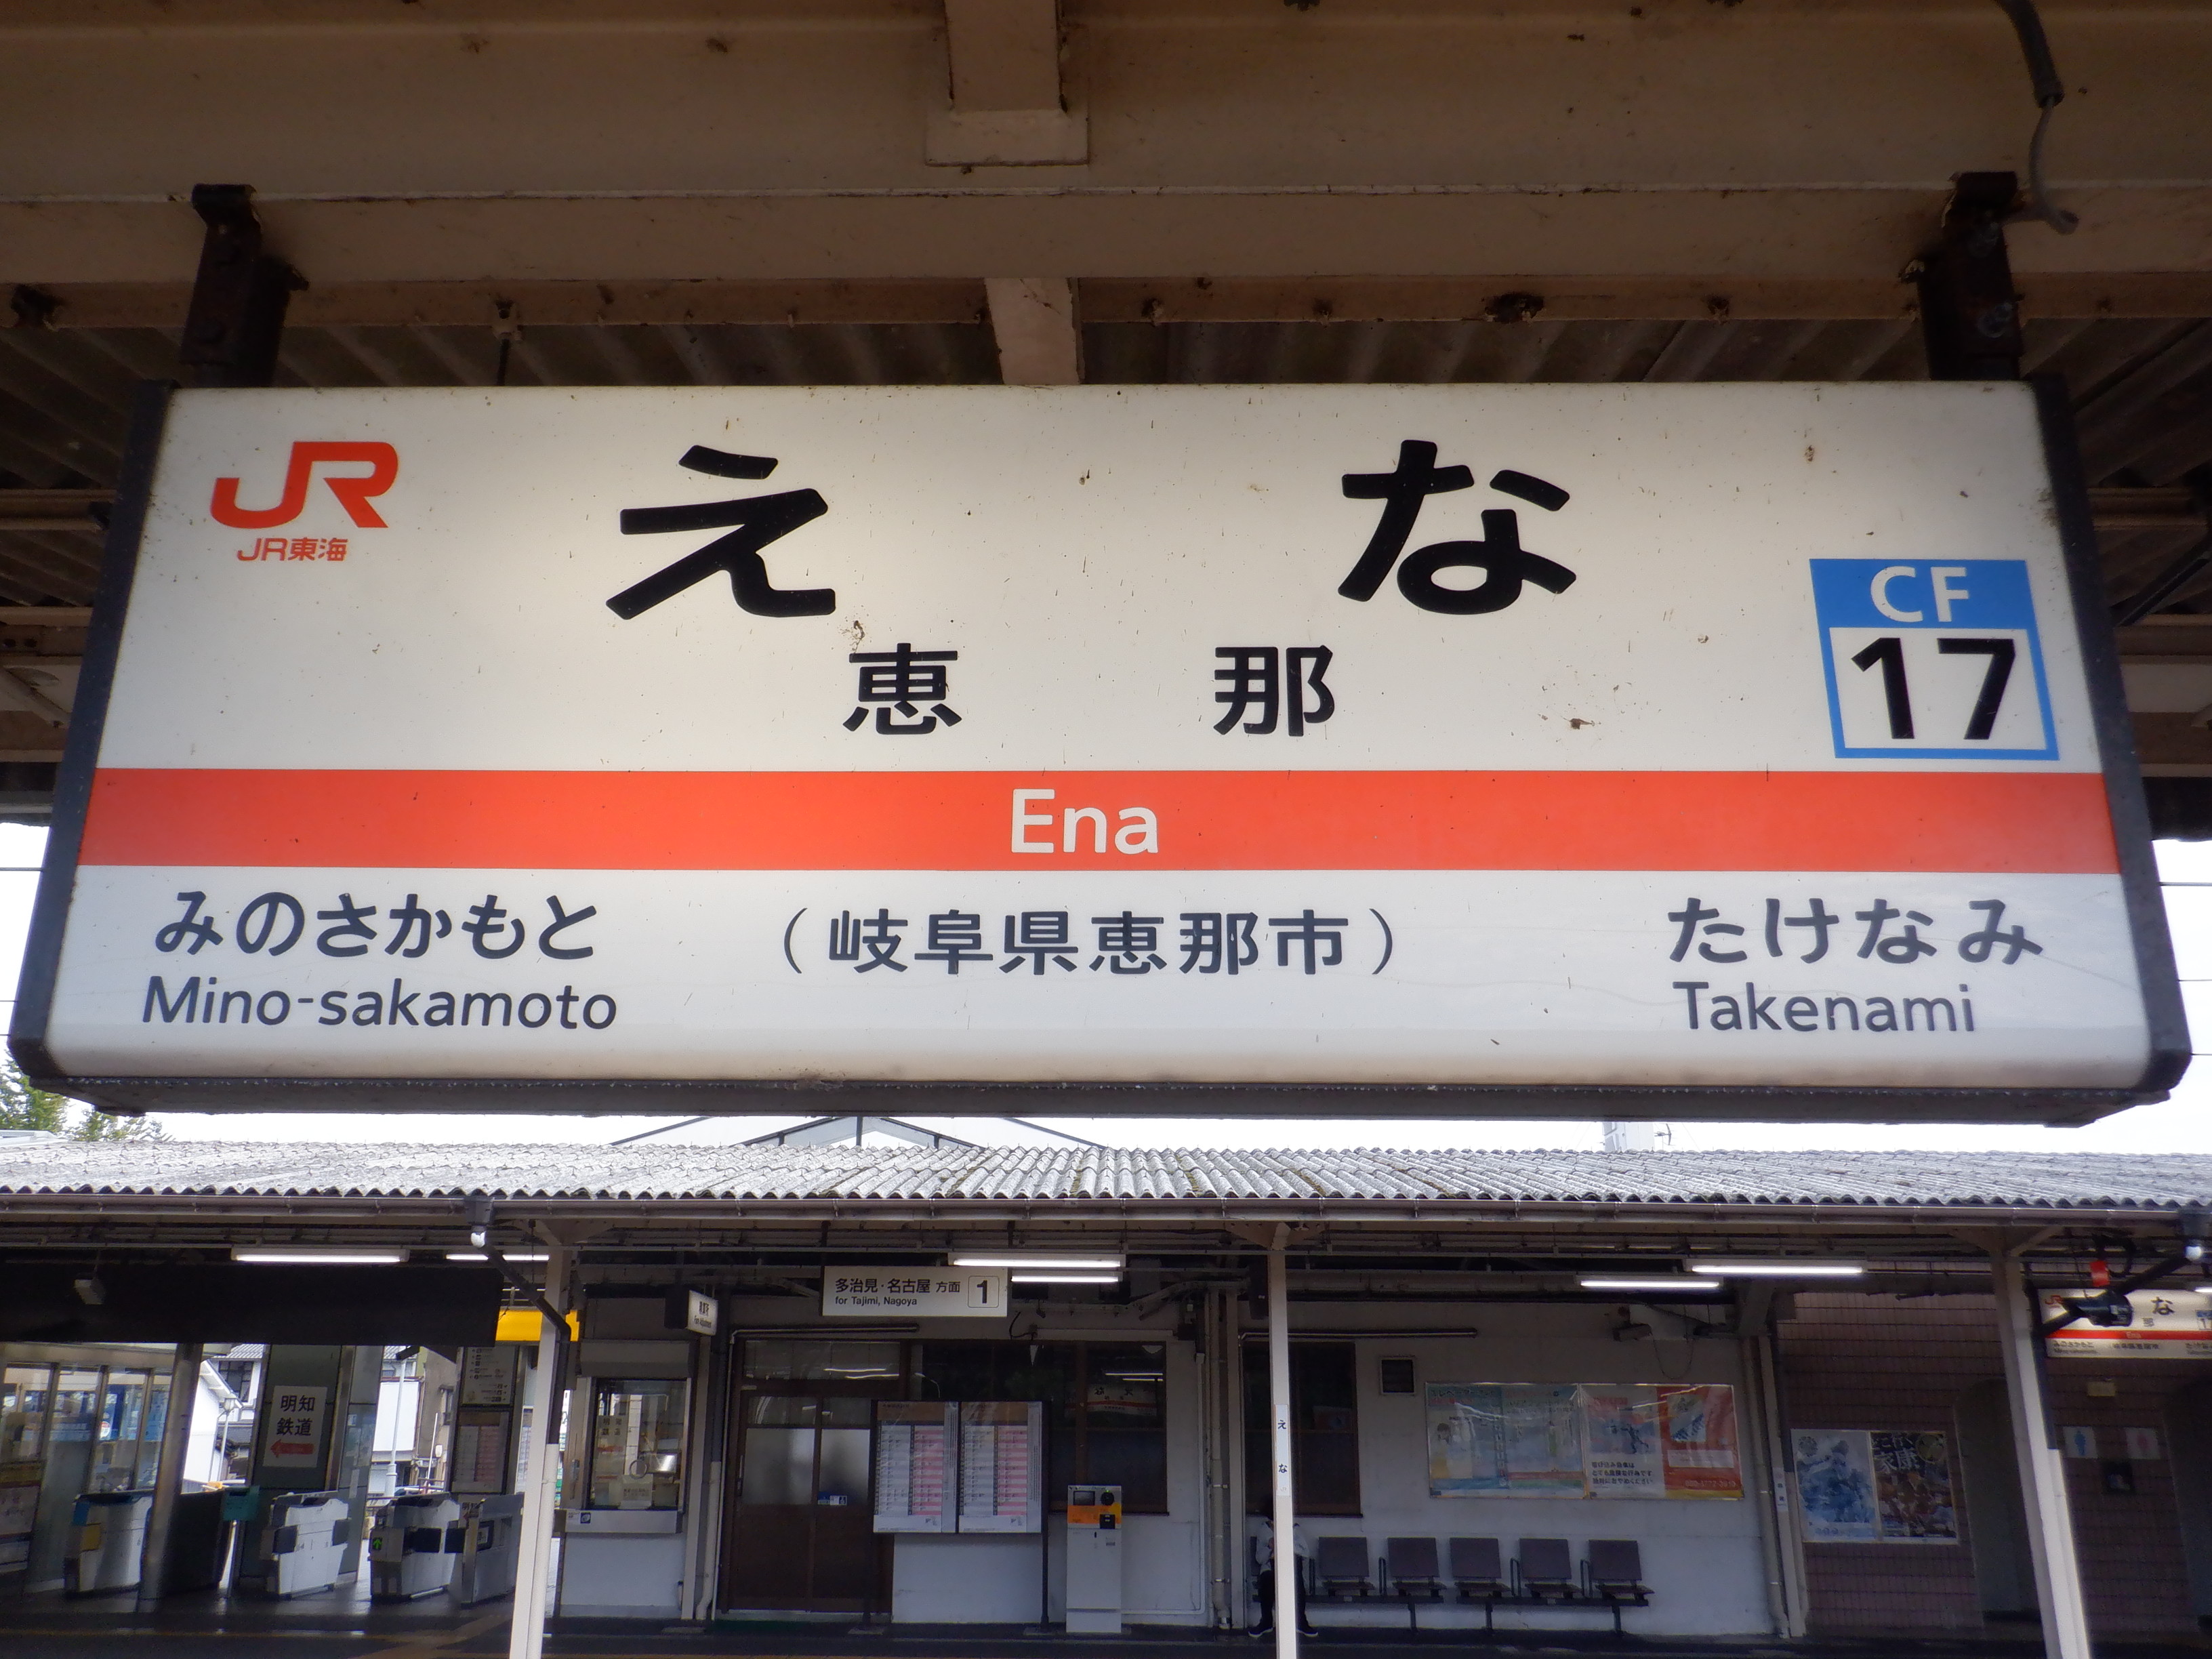 JR
JR東海
えな
恵那
CF
17
Ena
みのさかもと
Mino-sakamoto
（岐阜県恵那市）
たけなみ
Takenami
多治見・名古屋 方面
for Tajimi, Nagoya
1
明知
鉄道
えな